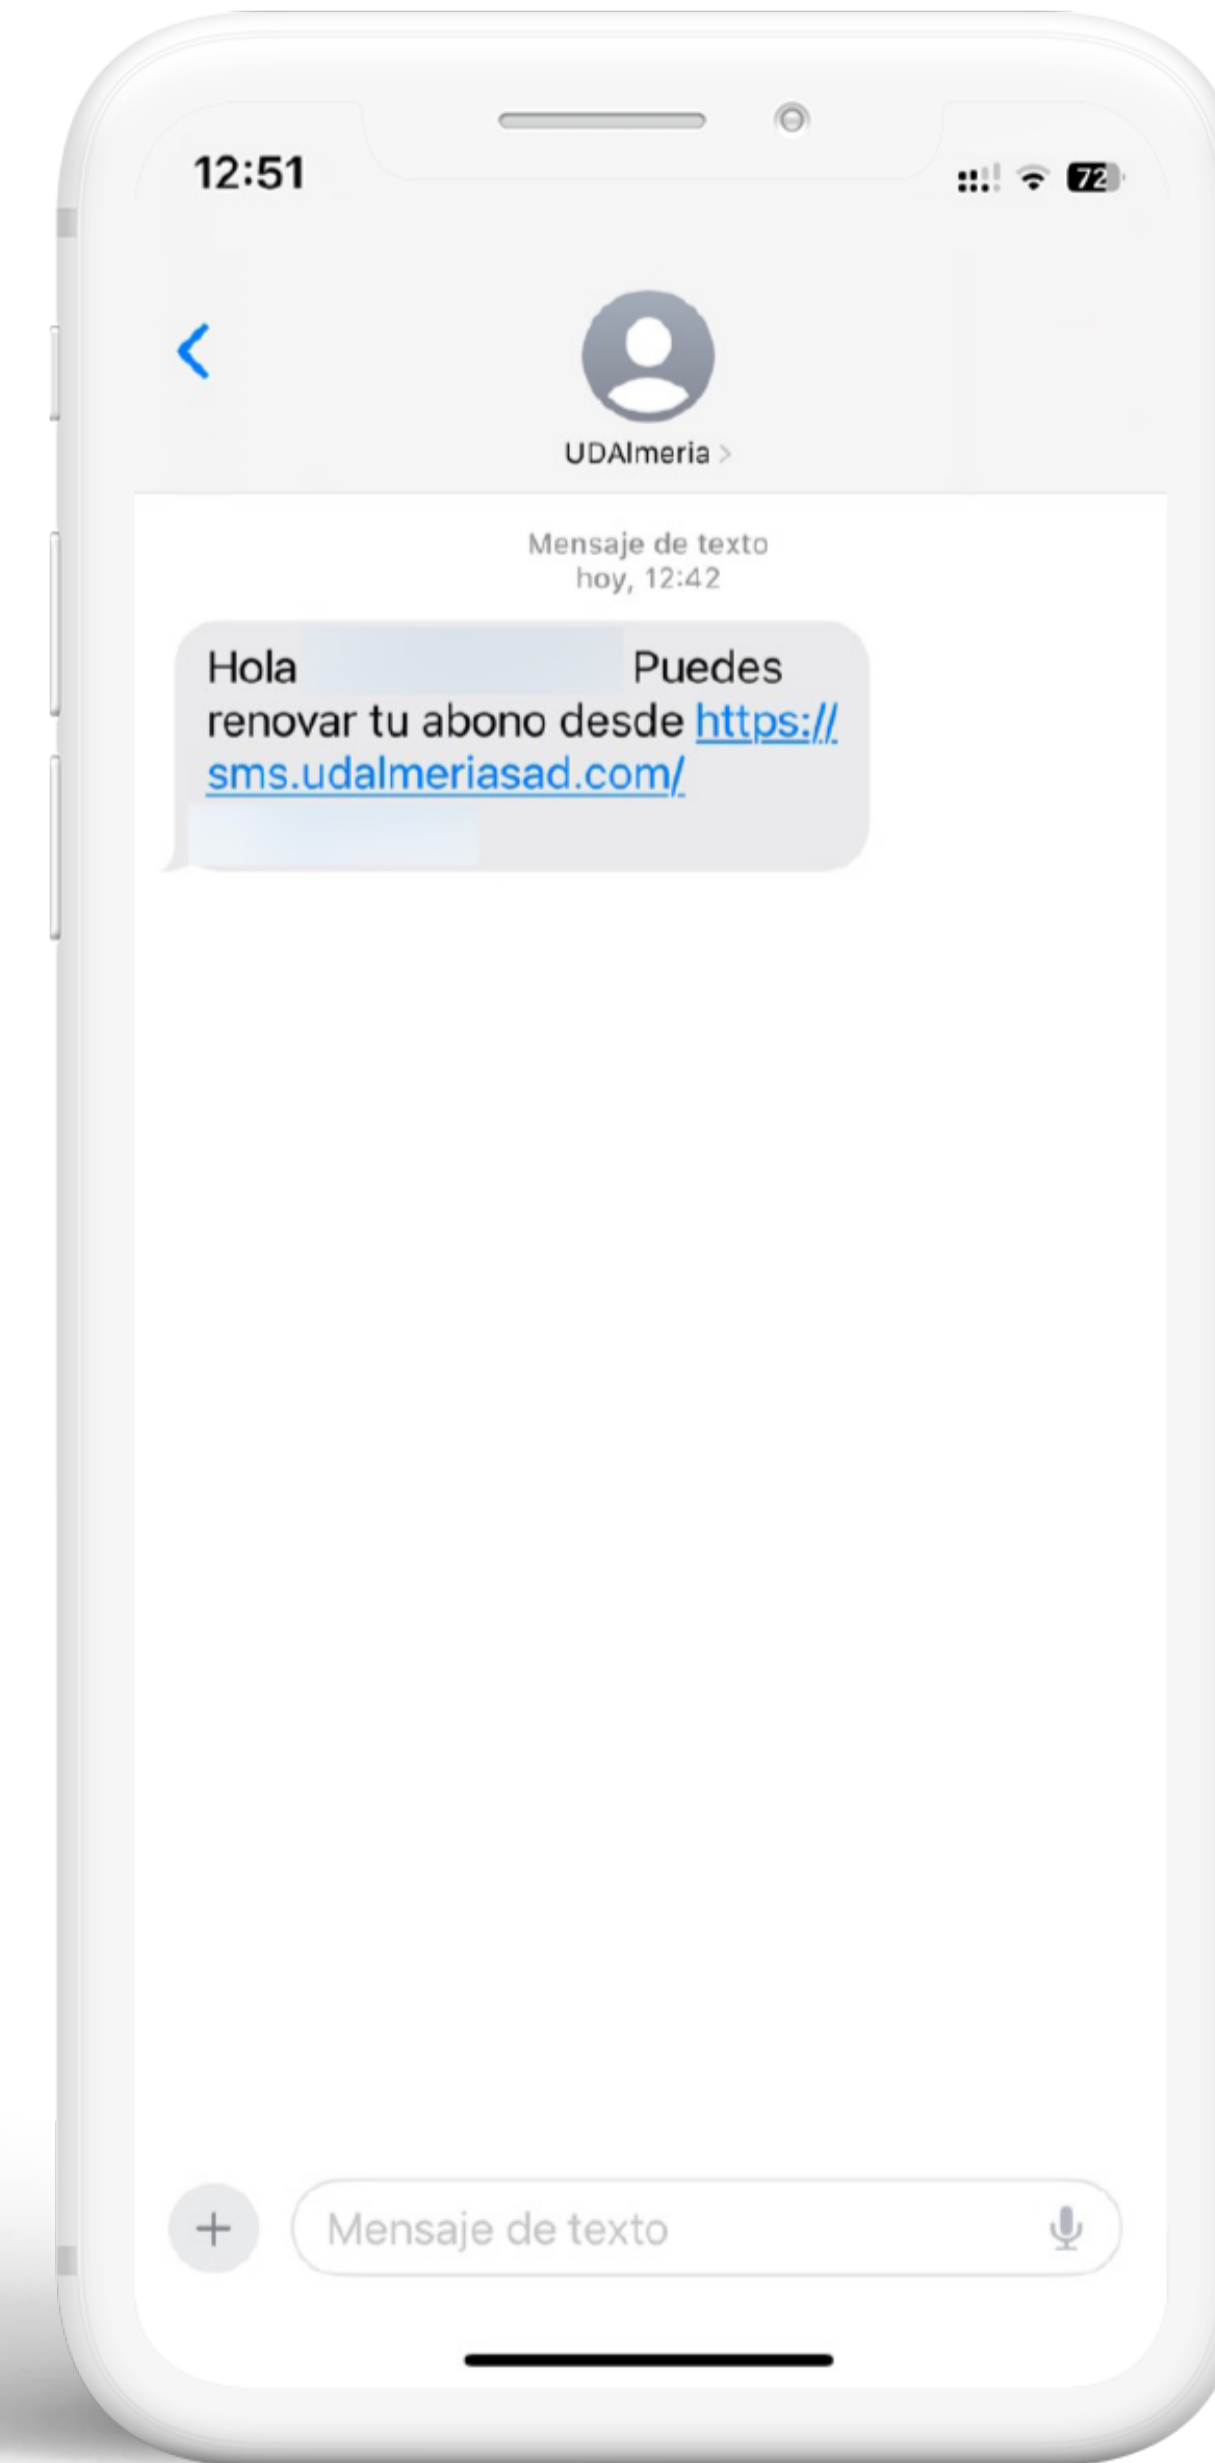 12:51
72
UDAlmeria >
Mensaje de texto
hoy, 12:42
Hola Puedes
renovar tu abono desde https://
sms.udalmeriasad.com/
+
Mensaje de texto